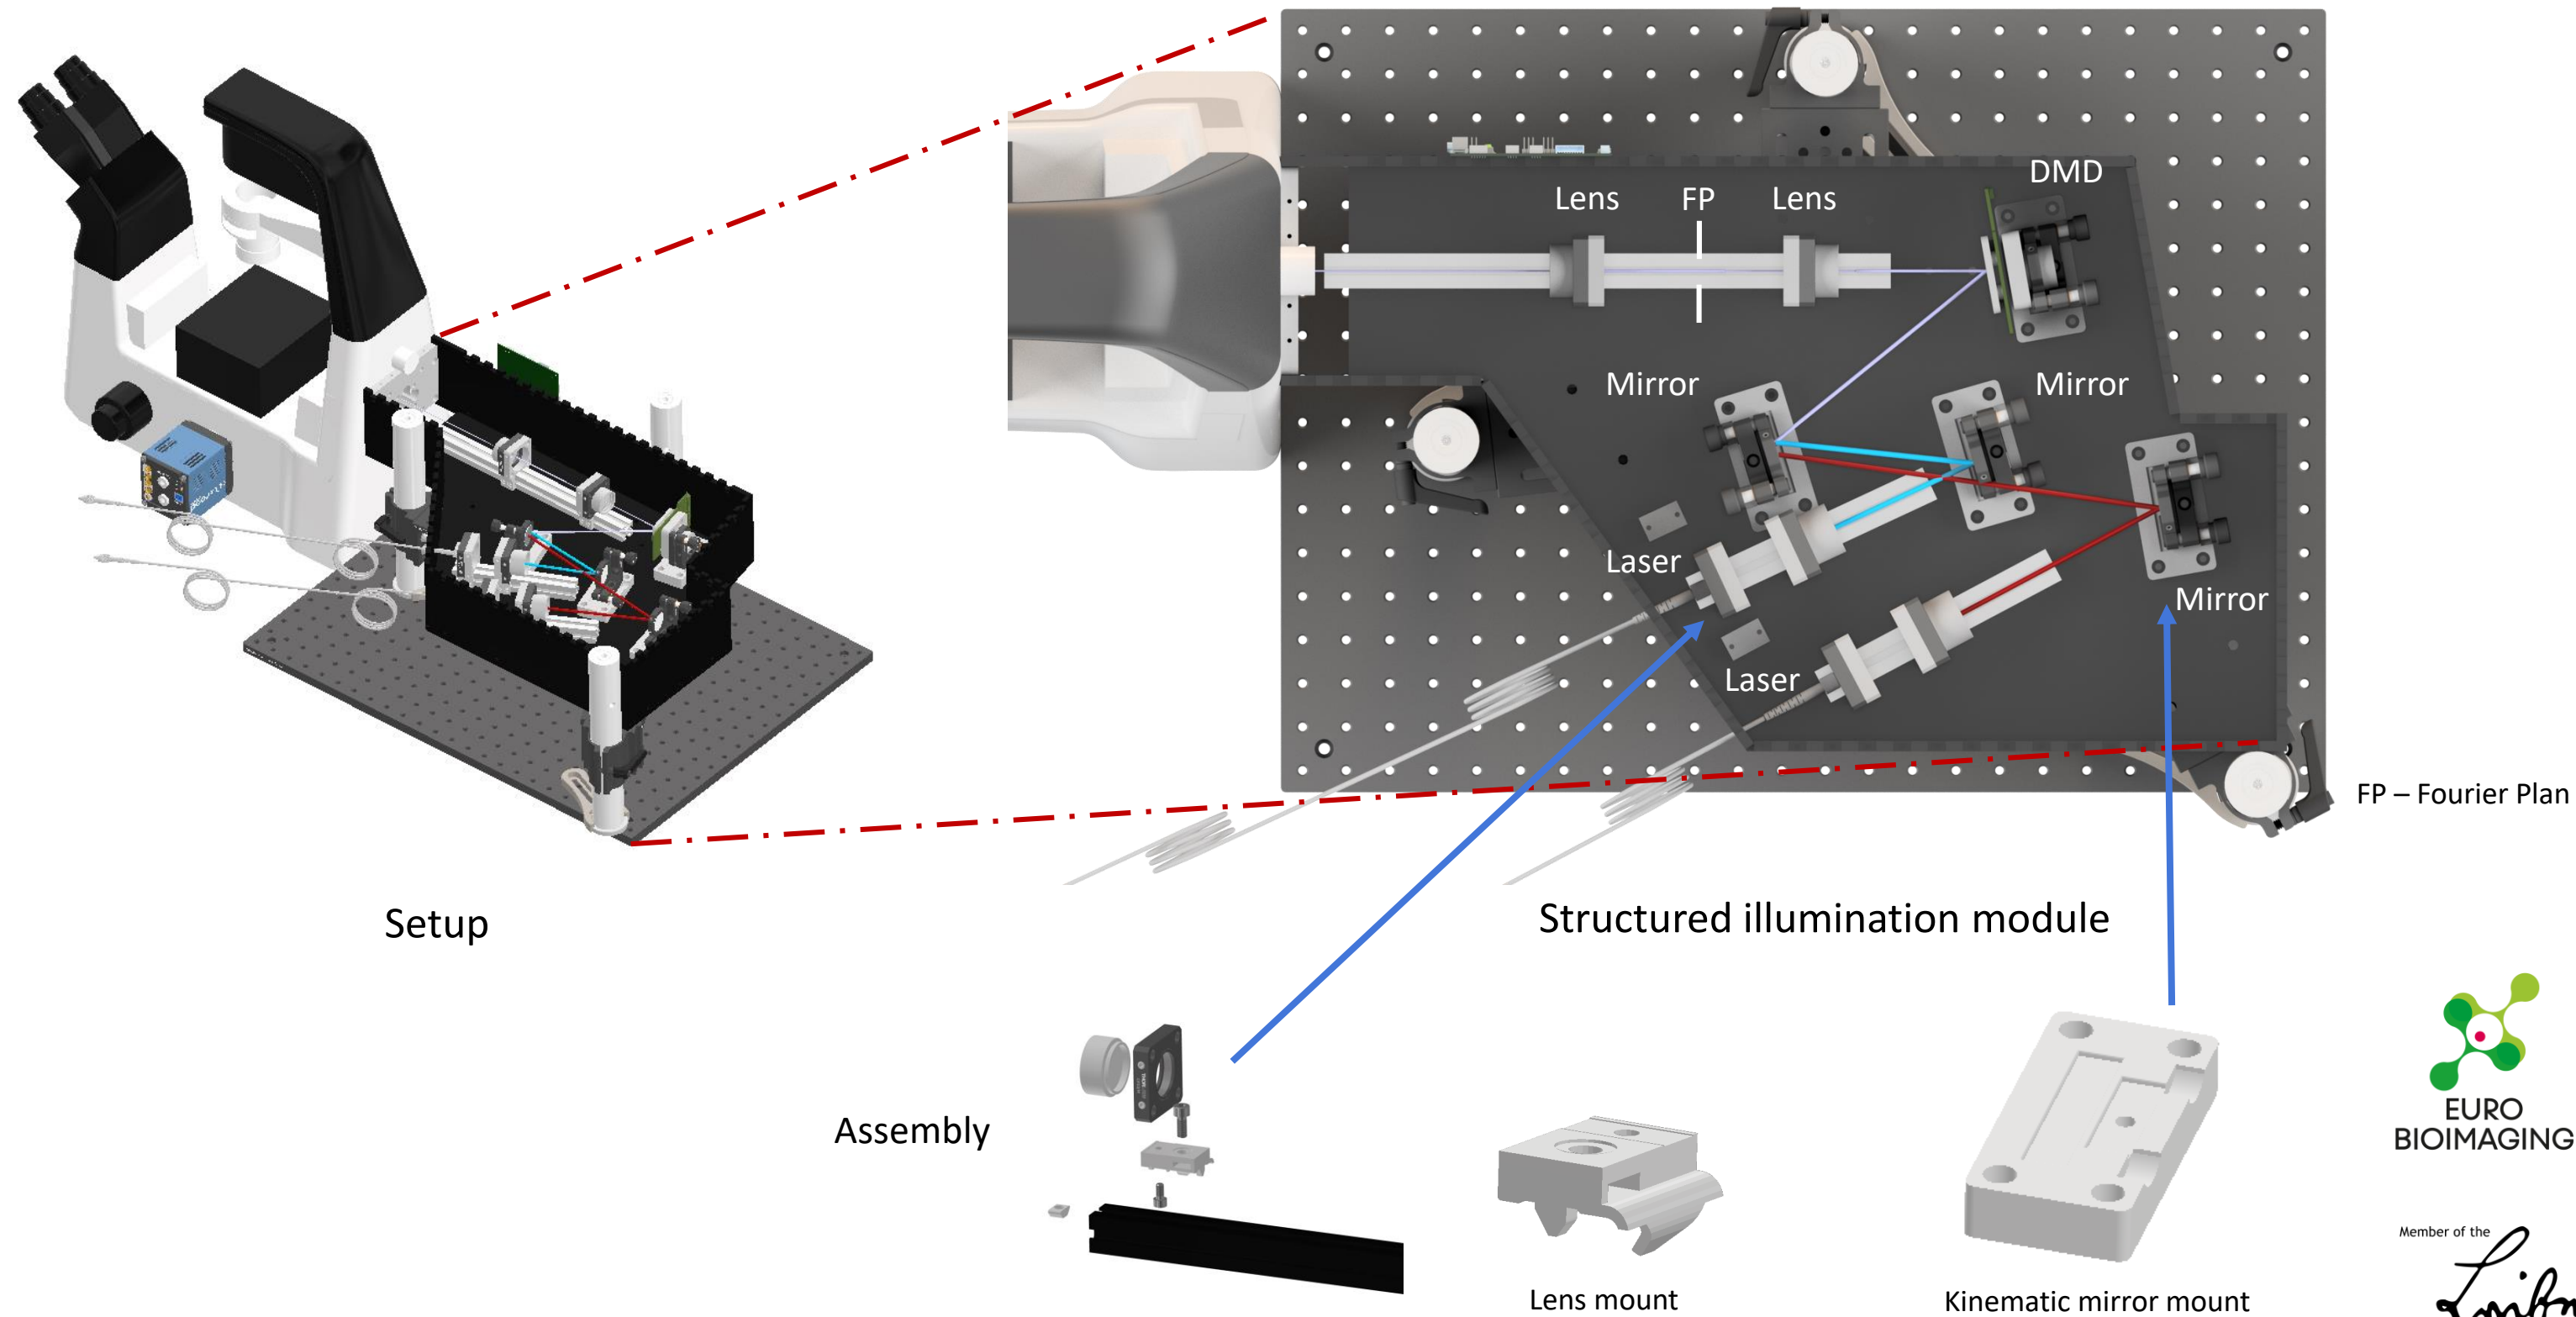 DMD
Lens FP Lens
Mirror Mirror
Laser
Mirror
Laser
FP – Fourier Plan
Setup
Structured illumination module
Assembly
Lens mount
Kinematic mirror mount
EURO
BIOIMAGING
Member of the